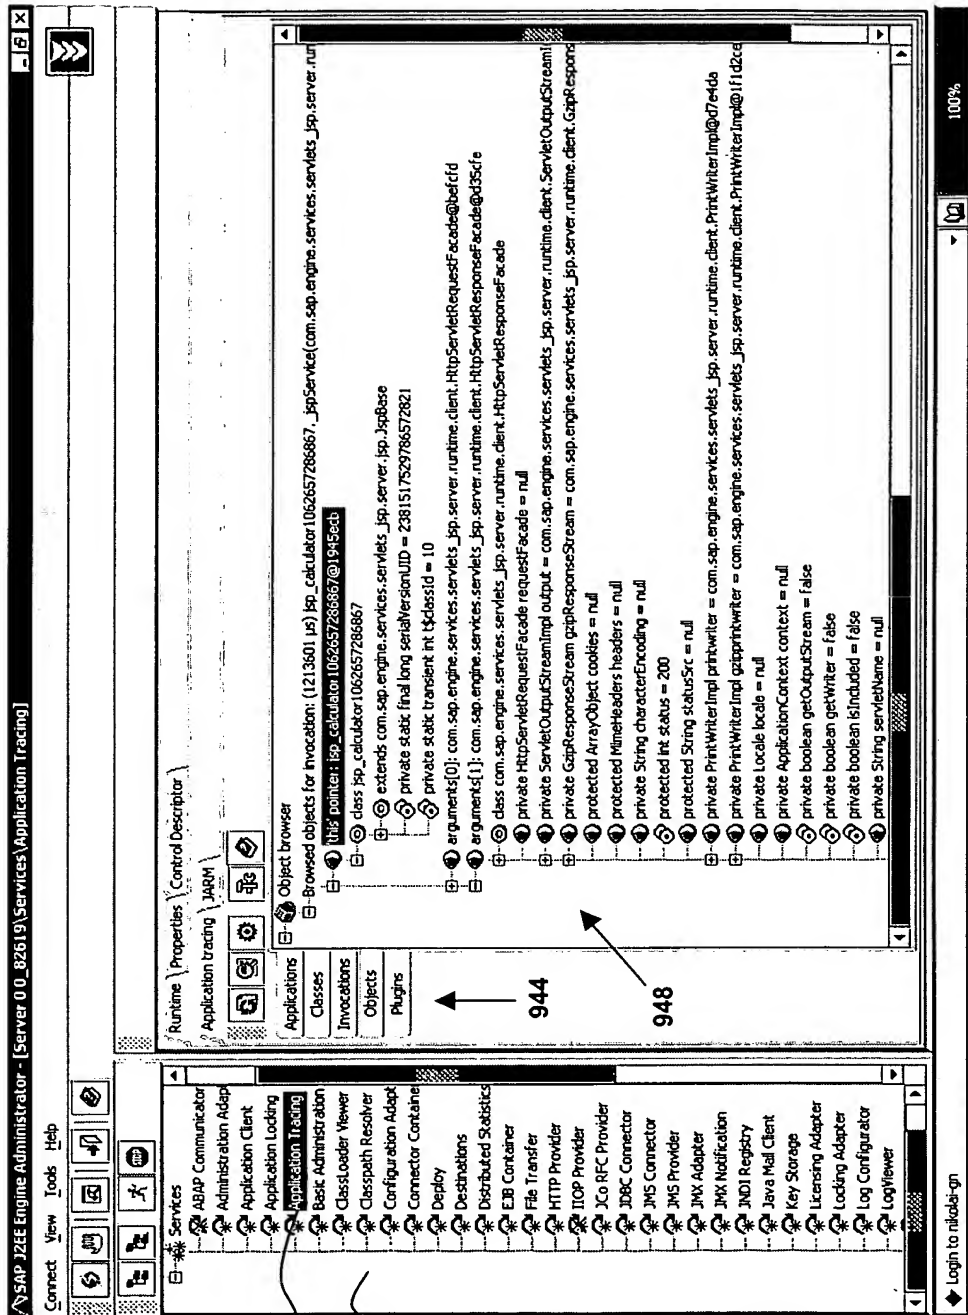 SAP J2EE Engine Administrator - [Server 0 0_82619\Services\Application Tracing]
Connect View Tools Help
Services
ABAP Communicator
Administration Adap
Application Client
Application Locking
Application Tracing
Basic Administration
ClassLoader Viewer
Classpath Resolver
Configuration Adapt
Connector Container
Deploy
Destinations
Distributed Statistics
EJB Container
File Transfer
HTTP Provider
IIOP Provider
JCo RFC Provider
JDBC Connector
JMS Connector
JMS Provider
JMX Adapter
JMX Notification
JNDI Registry
Java Mail Client
Key Storage
Licensing Adapter
Locking Adapter
Log Configurator
LogViewer
Runtime Properties Control Descriptor
Application tracing JARM
Applications
Classes
Invocations
Objects
Plugins
944
948
Object browser
Browsed objects for invocation: (1213601 µs) jsp_calculator1062657286867._jspService(com.sap.engine.services.servlets_jsp.server.run
'this' pointer: jsp_calculator1062657286867@1945ecb
class jsp_calculator1062657286867
extends com.sap.engine.services.servlets_jsp.server.jsp.JspBase
private static final long serialVersionUID = 2381517529786572821
private static transient int t$classId = 10
arguments[0]: com.sap.engine.services.servlets_jsp.server.runtime.client.HttpServletRequestFacade@befcfd
arguments[1]: com.sap.engine.services.servlets_jsp.server.runtime.client.HttpServletResponseFacade@d35cfe
class com.sap.engine.services.servlets_jsp.server.runtime.client.HttpServletResponseFacade
private HttpServletRequestFacade requestFacade = null
private ServletOutputStreamImpl output = com.sap.engine.services.servlets_jsp.server.runtime.client.ServletOutputStreamI
private GzipResponseStream gzipResponseStream = com.sap.engine.services.servlets_jsp.server.runtime.client.GzipRespons
protected ArrayObject cookies = null
protected MimeHeaders headers = null
private String characterEncoding = null
protected int status = 200
protected String statusSrc = null
private PrintWriterImpl printwriter = com.sap.engine.services.servlets_jsp.server.runtime.client.PrintWriterImpl@d7e4da
private PrintWriterImpl gzipprintwriter = com.sap.engine.services.servlets_jsp.server.runtime.client.PrintWriterImpl@1f1d2ce
private Locale locale = null
private ApplicationContext context = null
private boolean getOutputStream = false
private boolean getWriter = false
private boolean isIncluded = false
private String servletName = null
Login to nikolai-gn
100%